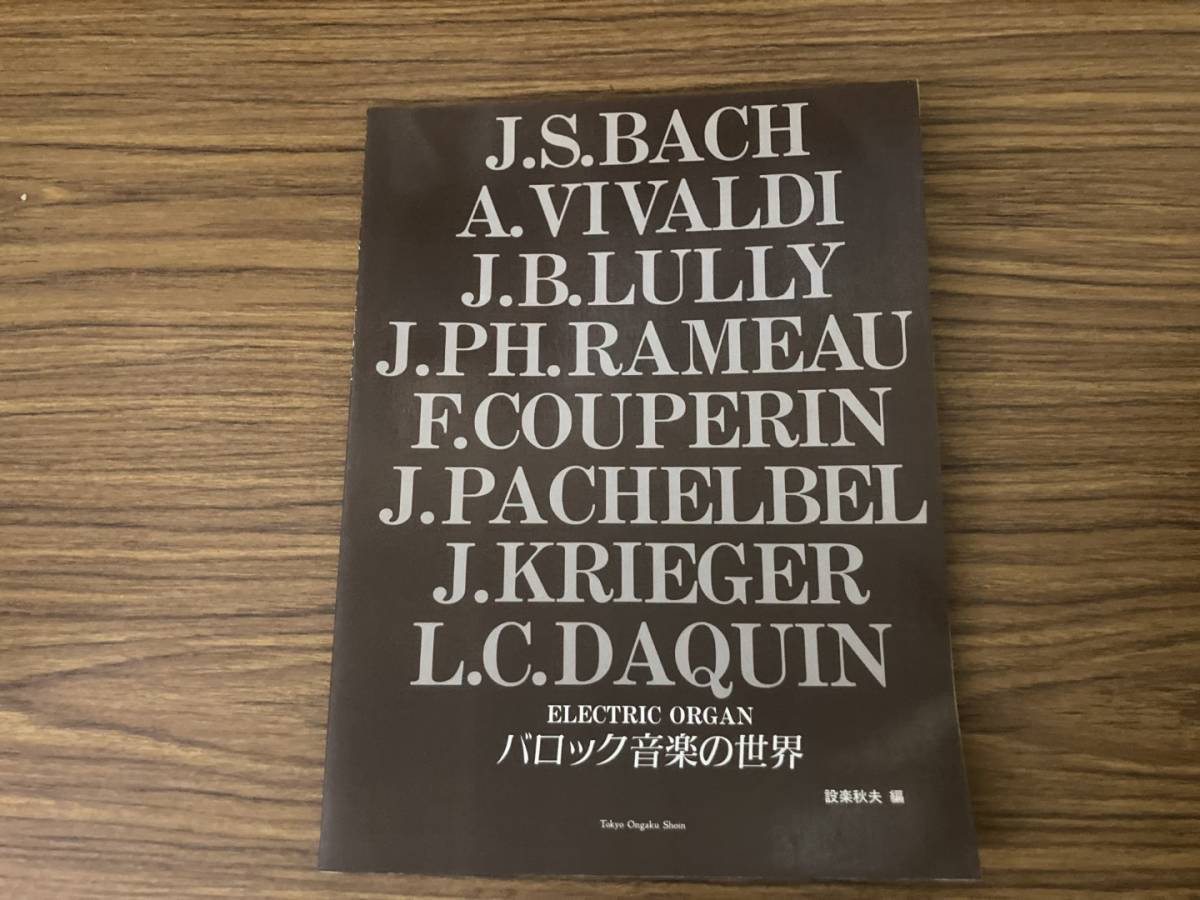 J.S.BACH
A.VIVALDI
J.B.LULLY
J.PH.RAMEAU
F.COUPERIN
J.PACHELBEL
J.KRIEGER
L.C.DAQUIN
ELECTRIC ORGAN
バロック音楽の世界
設楽秋夫 編
Tokyo Ongaku Shoin